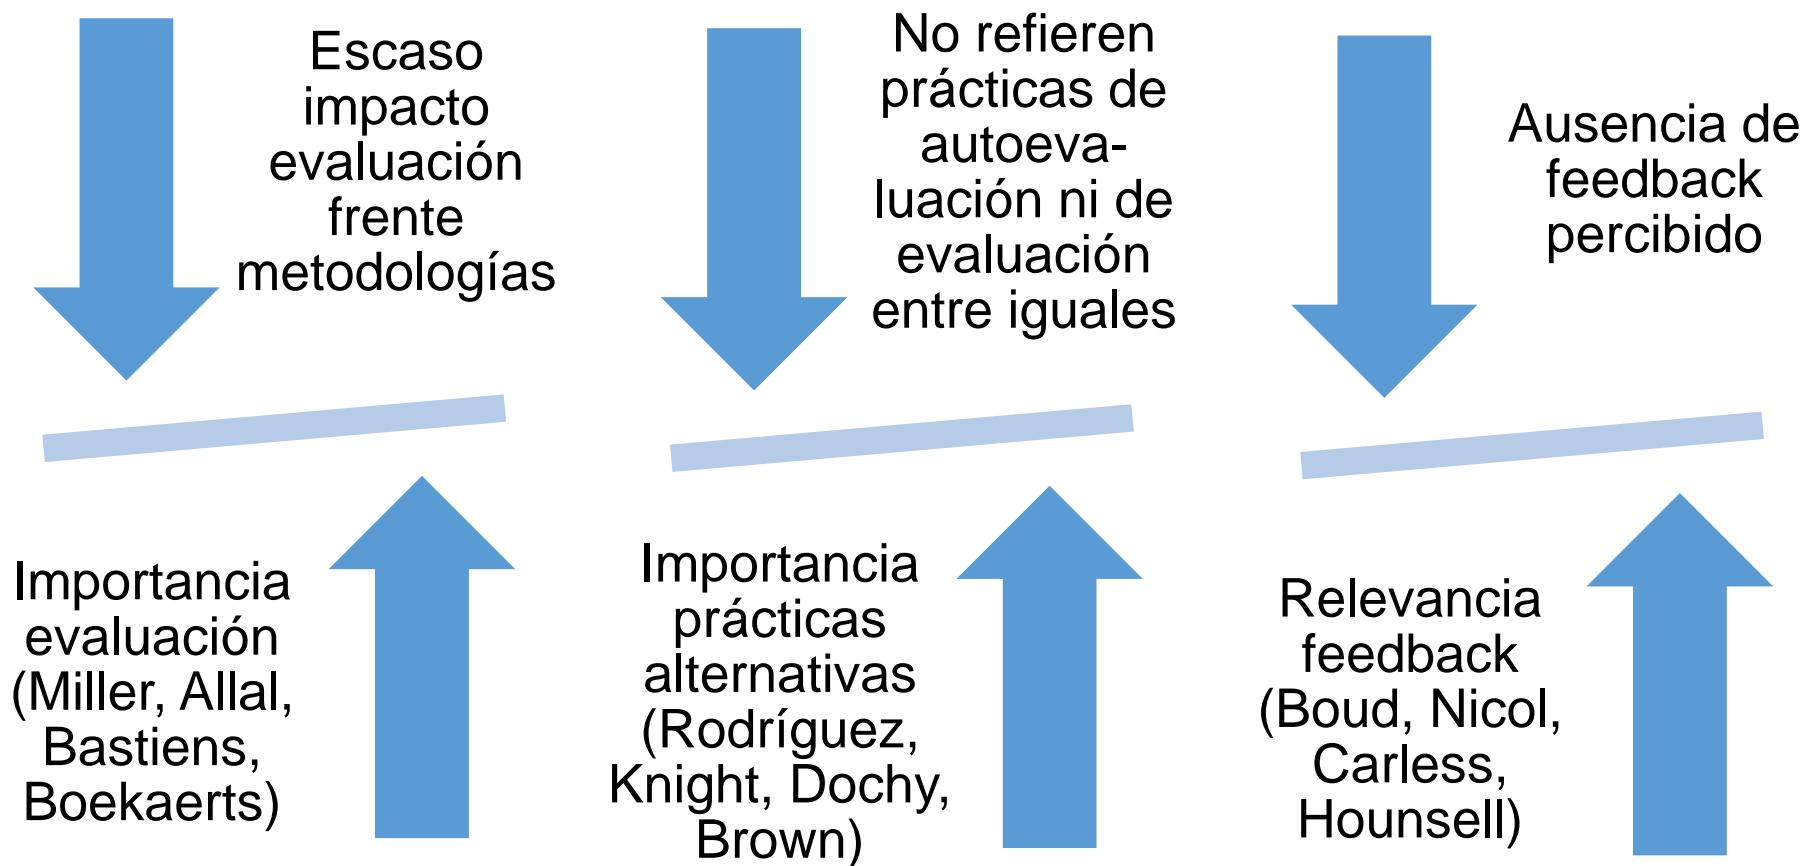 Escaso
impacto
evaluación
frente
metodologías
No refieren
prácticas de
autoeva-
luación ni de
evaluación
entre iguales
Ausencia de
feedback
percibido
Importancia
evaluación
(Miller, Allal,
Bastiens,
Boekaerts)
Importancia
prácticas
alternativas
(Rodríguez,
Knight, Dochy,
Brown)
Relevancia
feedback
(Boud, Nicol,
Carless,
Hounsell)